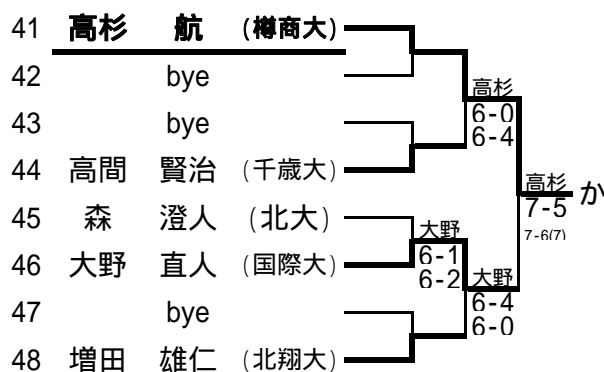 41 高杉 航 (樽商大)
42 bye
高杉
43 bye
6-0
6-4
44 高間 賢治 (千歳大)
高杉
か
7-5
45 森 澄人 (北大)
大野
7-6(7)
46 大野 直人 (国際大)
6-1
6-2
大野
47 bye
6-4
6-0
48 増田 雄仁 (北翔大)